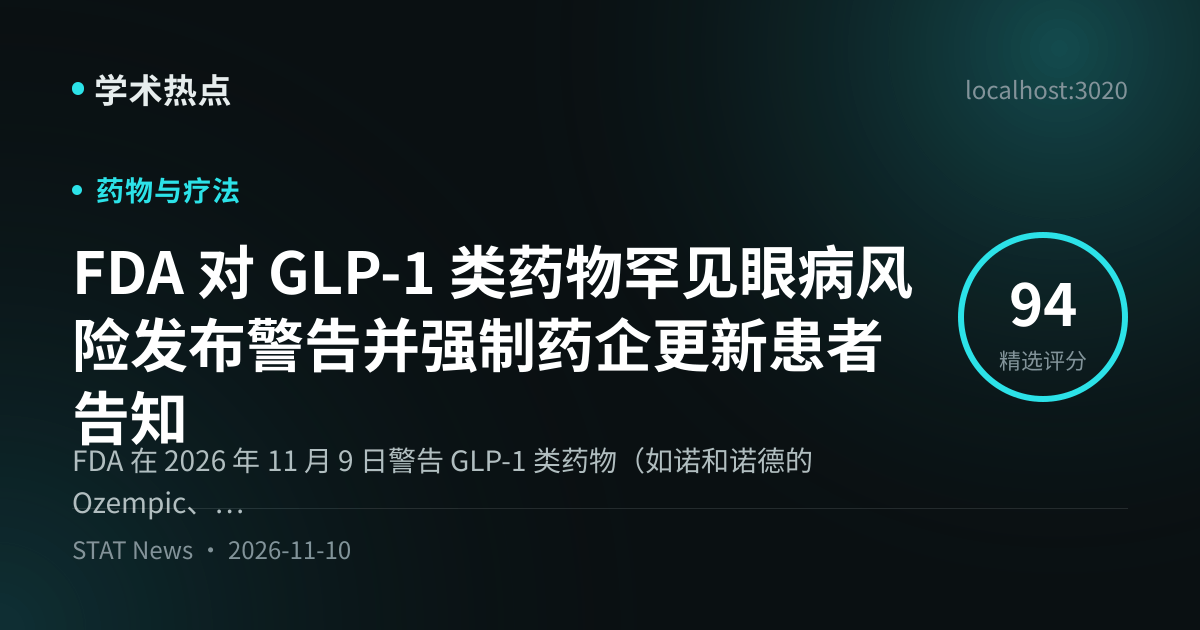 学术热点
localhost:3020
药物与疗法
FDA 对 GLP-1 类药物罕见眼病风
险发布警告并强制药企更新患者
告知
94
精选评分
FDA 在 2026 年 11 月 9 日警告 GLP-1 类药物（如诺和诺德的
Ozempic、…
STAT News · 2026-11-10